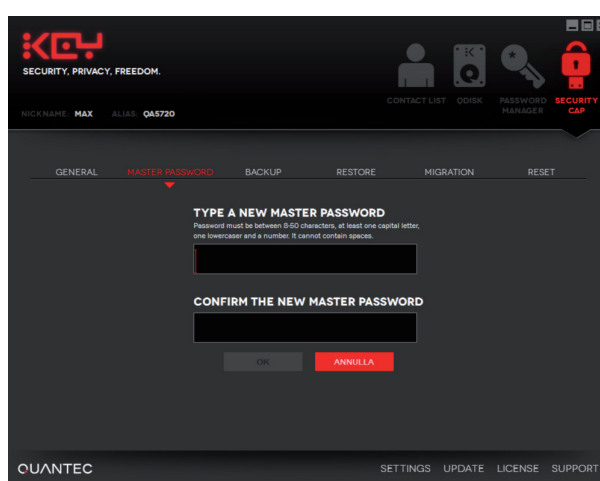 KEY
SECURITY, PRIVACY, FREEDOM.
NICKNAME: MAX ALIAS: QA5720
CONTACT LIST QDISK PASSWORD MANAGER SECURITY CAP
GENERAL MASTER PASSWORD BACKUP RESTORE MIGRATION RESET
TYPE A NEW MASTER PASSWORD
Password must be between 8-50 characters, at least one capital letter,
one lowercaser and a number. It cannot contain spaces.
CONFIRM THE NEW MASTER PASSWORD
OK ANNULLA
QUANTEC SETTINGS UPDATE LICENSE SUPPORT